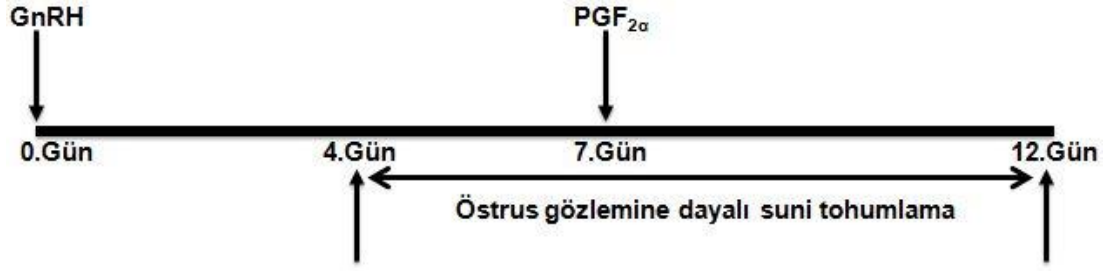 GnRH PGF2α
0.Gün 4.Gün 7.Gün 12.Gün
Östrus gözlemine dayalı suni tohumlama